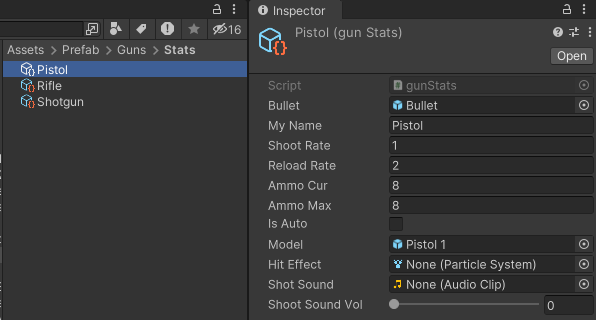 16
Assets > Prefab > Guns > Stats
Pistol
Rifle
Shotgun
Inspector
Pistol (gun Stats)
Open
Script gunStats
Bullet Bullet
My Name Pistol
Shoot Rate 1
Reload Rate 2
Ammo Cur 8
Ammo Max 8
Is Auto
Model Pistol 1
Hit Effect None (Particle System)
Shot Sound None (Audio Clip)
Shoot Sound Vol 0